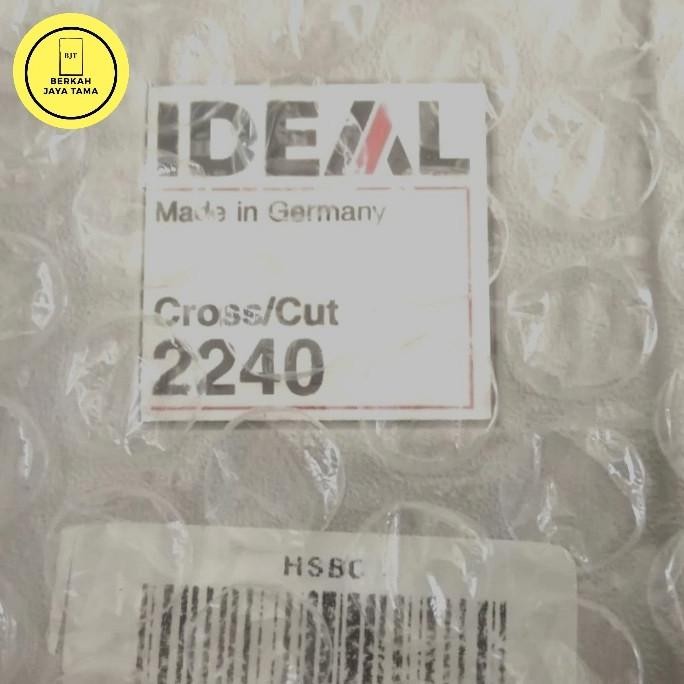 BJT
BERKAH
JAYA TAMA
IDEAL
Made in Germany
Cross/Cut
2240
HSBC